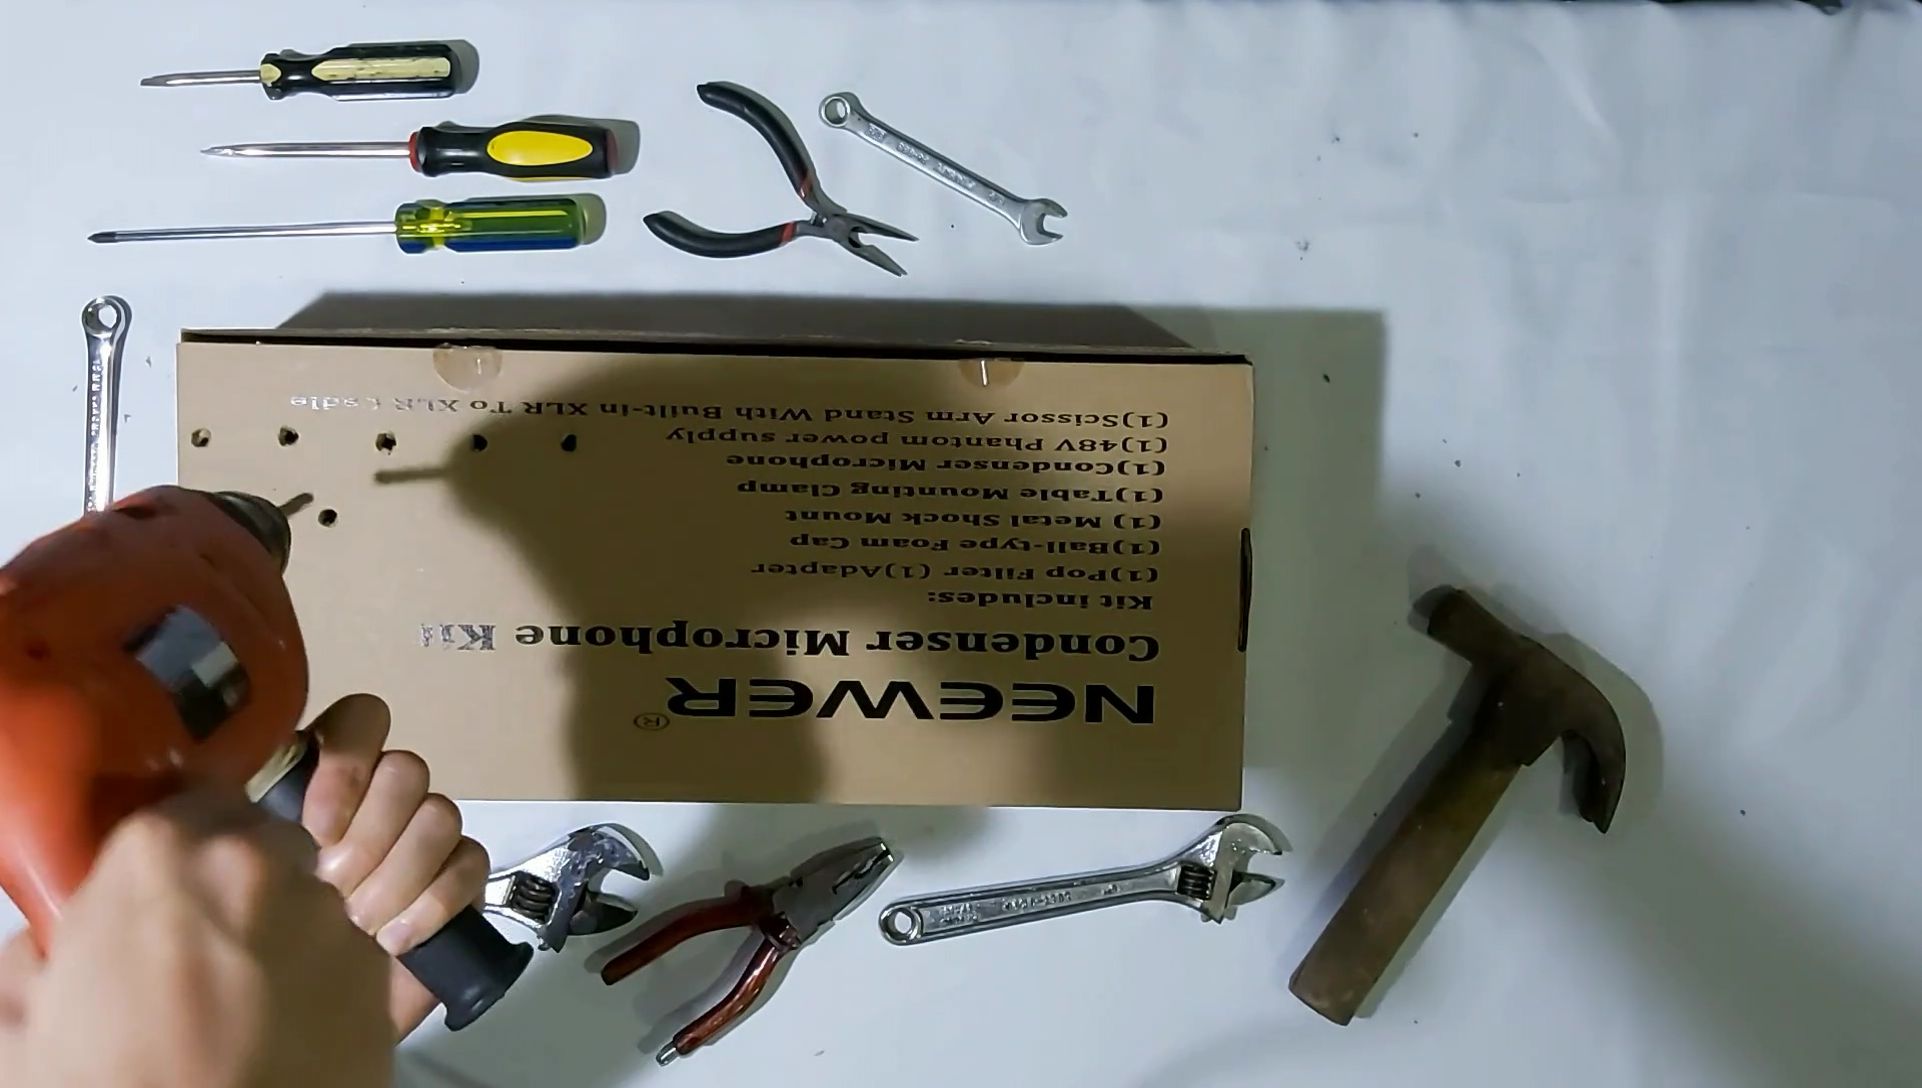 NEEWER®
Condenser Microphone Kit
Kit includes:
(1)Pop Filter (1)Adapter
(1)Ball-type Foam Cap
(1) Metal Shock Mount
(1)Table Mounting Clamp
(1)Condenser Microphone
(1)48V Phantom power supply
(1)Scissor Arm Stand With Built-in XLR To XLR Cable